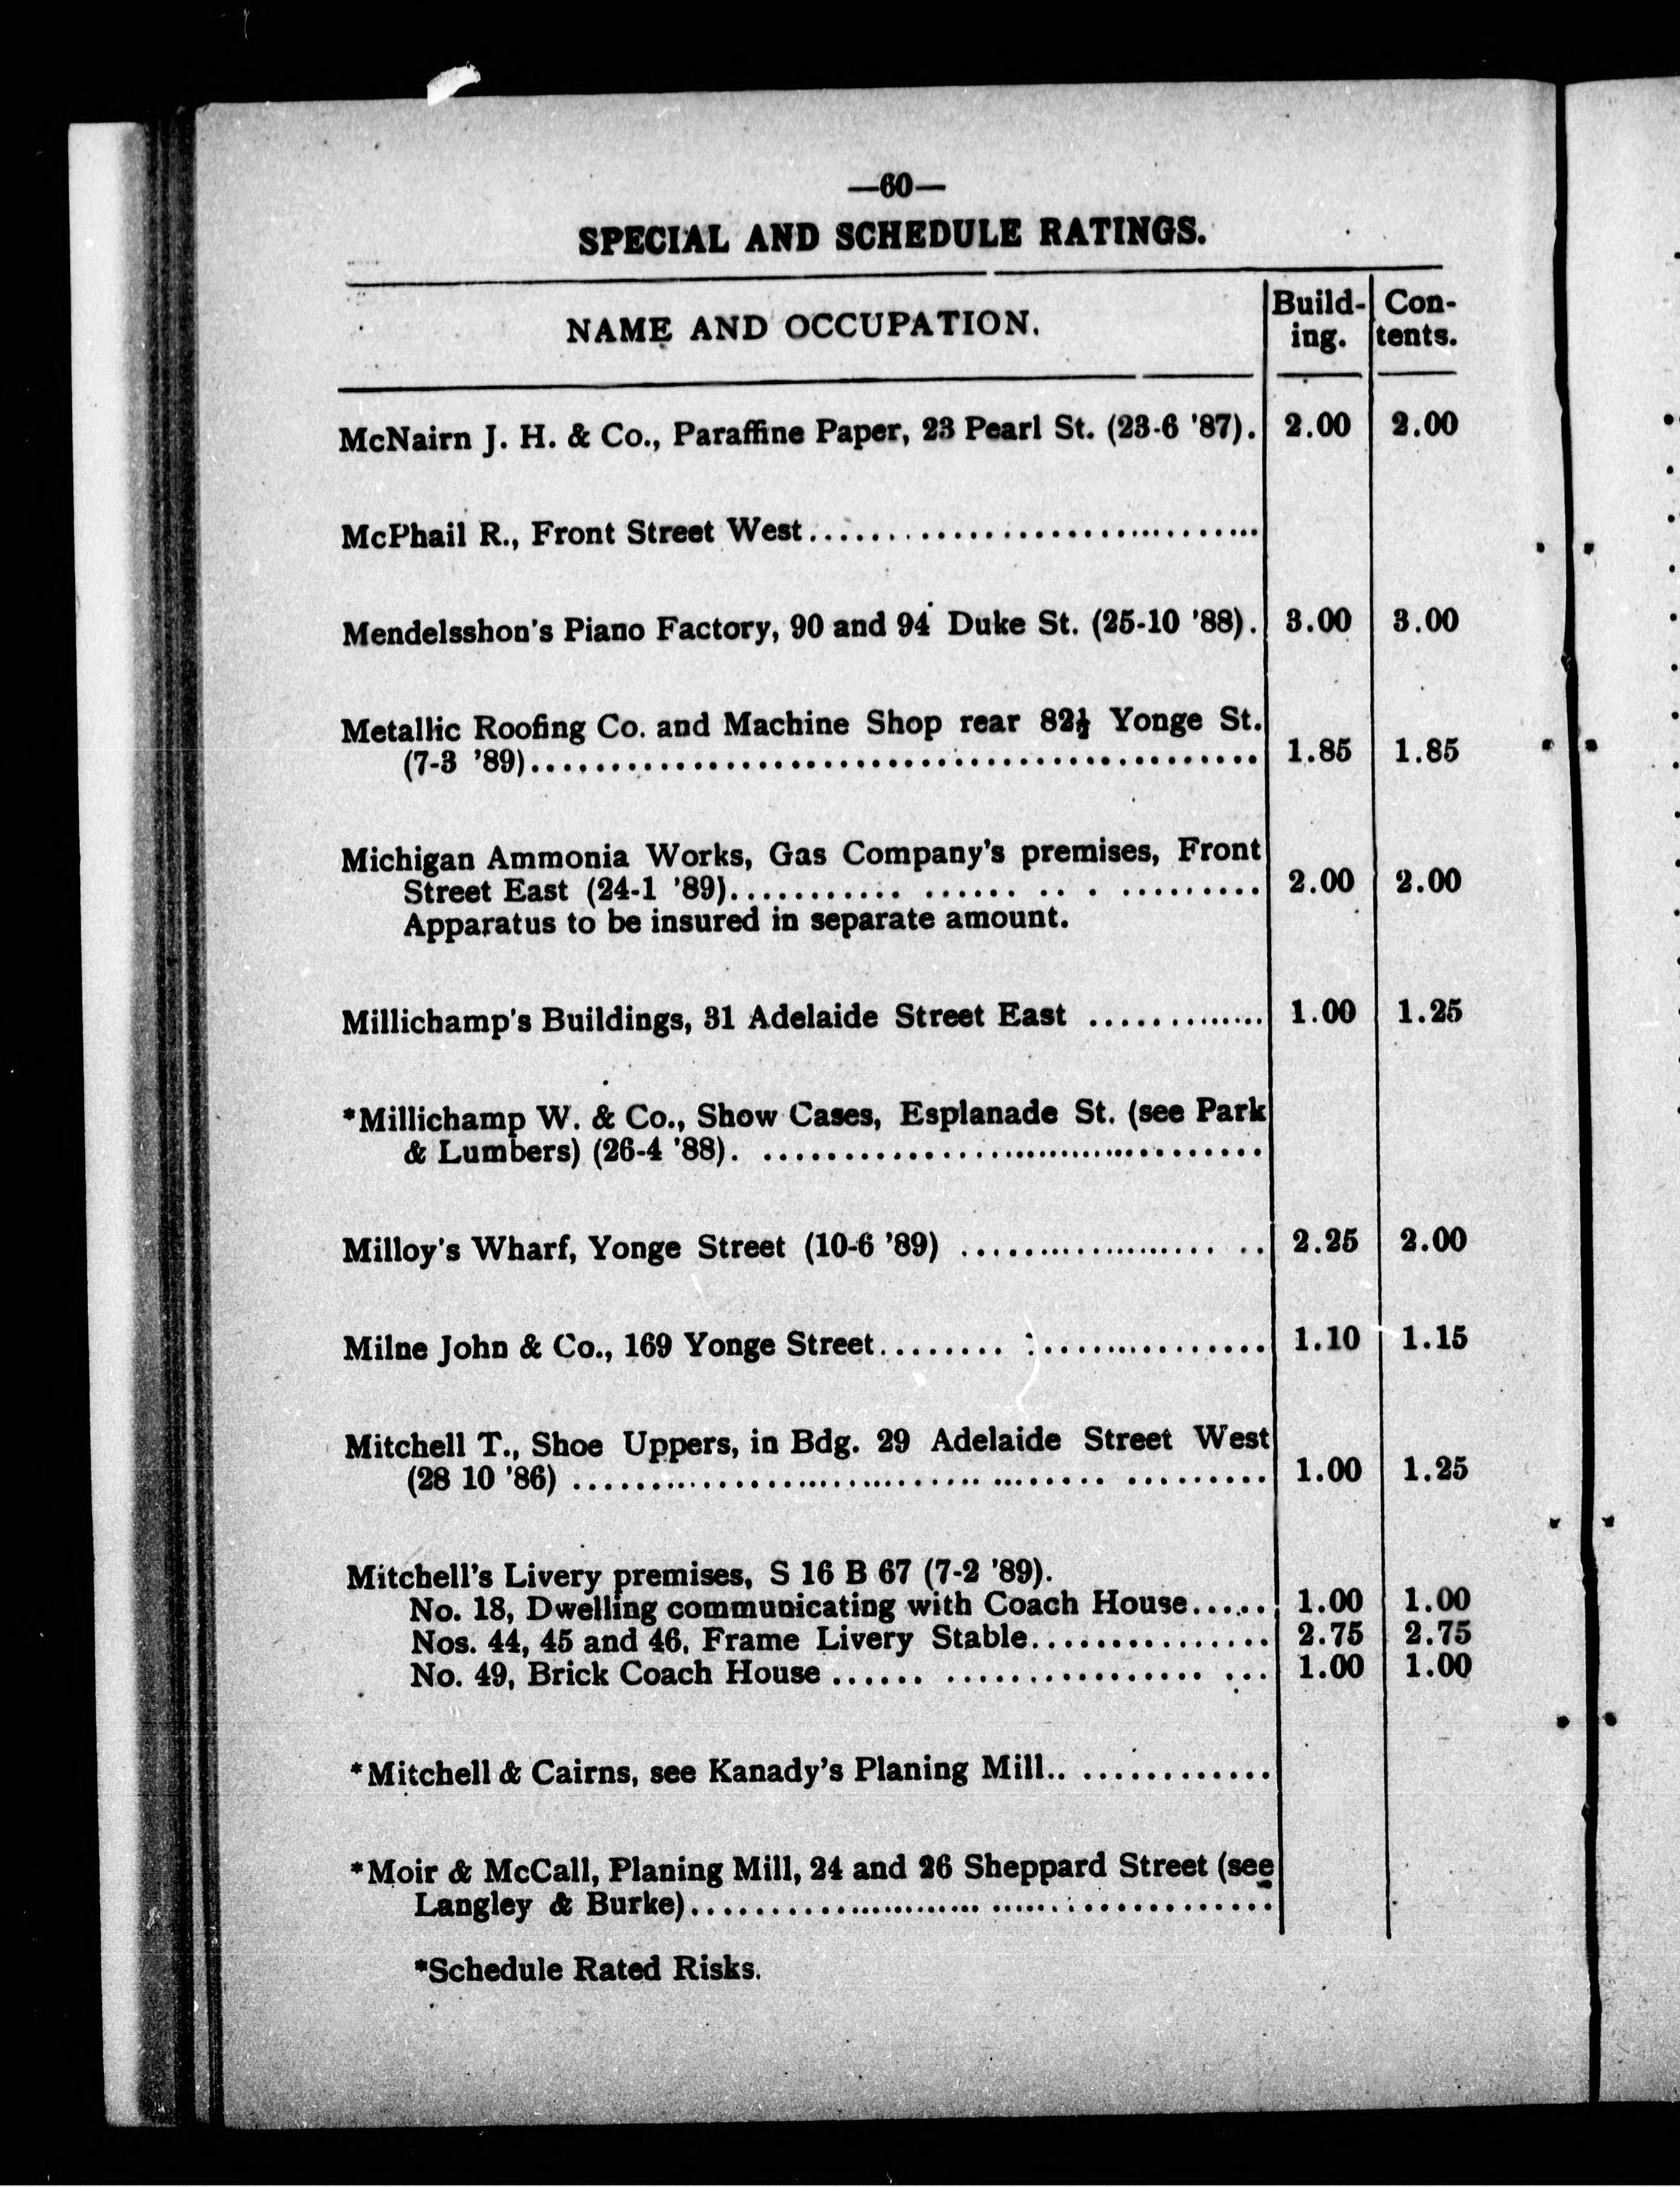 —60—
SPECIAL AND SCHEDULE RATINGS.
NAME AND OCCUPATION.
Build-
ing.
Con-
tents.
McNairn J. H. & Co., Paraffine Paper, 23 Pearl St. (23-6 '87). 2.00 2.00
McPhail R., Front Street West..............................
Mendelsshon's Piano Factory, 90 and 94 Duke St. (25-10 '88). 3.00 3.00
Metallic Roofing Co. and Machine Shop rear 82½ Yonge St.
(7-3 '89)................................................ 1.85 1.85
Michigan Ammonia Works, Gas Company's premises, Front
Street East (24-1 '89)........... ...... .. . ......... 2.00 2.00
Apparatus to be insured in separate amount.
Millichamp's Buildings, 31 Adelaide Street East ............. 1.00 1.25
*Millichamp W. & Co., Show Cases, Esplanade St. (see Park
& Lumbers) (26-4 '88). ...................................
Milloy's Wharf, Yonge Street (10-6 '89) ................... .. 2.25 2.00
Milne John & Co., 169 Yonge Street........ :............... 1.10 1.15
Mitchell T., Shoe Uppers, in Bdg. 29 Adelaide Street West
(28 10 '86) .......................... ........ ......... 1.00 1.25
Mitchell's Livery premises, S 16 B 67 (7-2 '89).
No. 18, Dwelling communicating with Coach House..... 1.00 1.00
Nos. 44, 45 and 46, Frame Livery Stable............... 2.75 2.75
No. 49, Brick Coach House ...... ................ ... 1.00 1.00
*Mitchell & Cairns, see Kanady's Planing Mill.. ............
*Moir & McCall, Planing Mill, 24 and 26 Sheppard Street (see
Langley & Burke)..................... ......:.............
*Schedule Rated Risks.